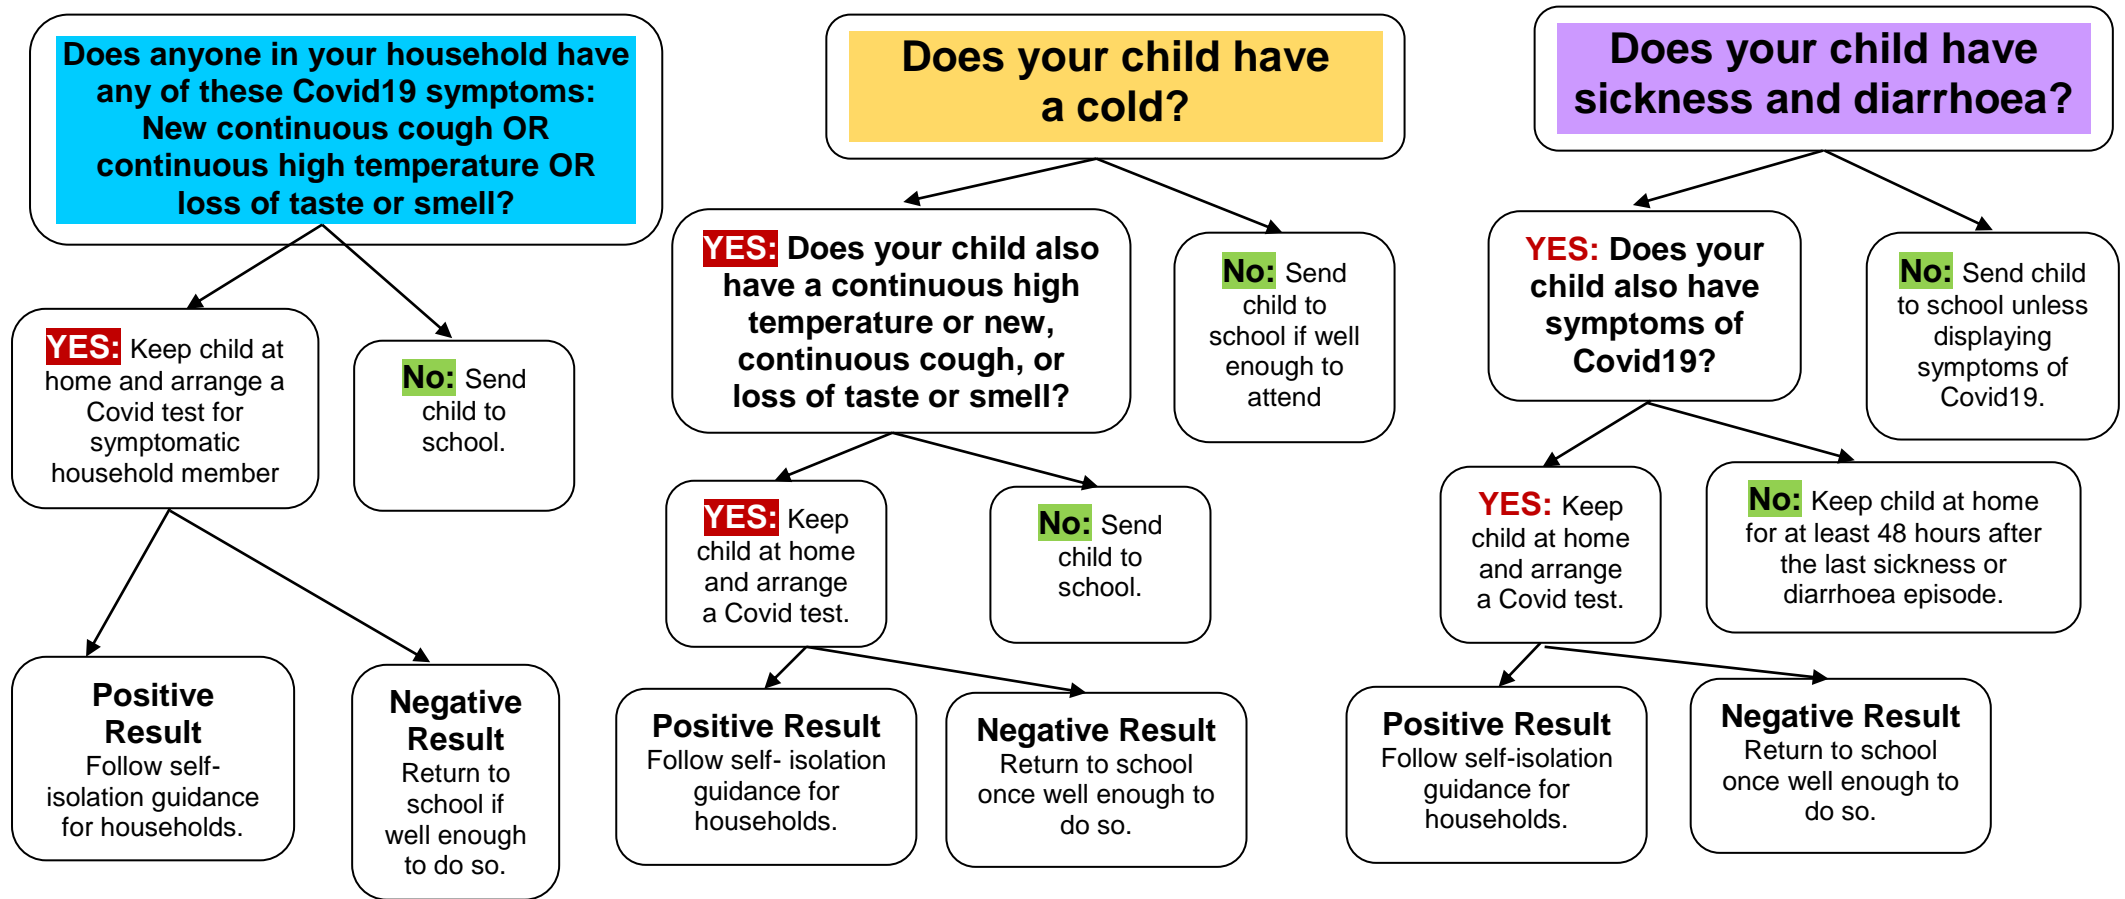 Does anyone in your household have
any of these Covid19 symptoms:
New continuous cough OR
continuous high temperature OR
loss of taste or smell?
YES: Keep child at
home and arrange a
Covid test for
symptomatic
household member
No: Send
child to
school.
Positive
Result
Follow self-
isolation guidance
for households.
Negative
Result
Return to
school if
well enough
to do so.
Does your child have
a cold?
YES: Does your child also
have a continuous high
temperature or new,
continuous cough, or
loss of taste or smell?
No: Send
child to
school if well
enough to
attend
YES: Keep
child at home
and arrange
a Covid test.
No: Send
child to
school.
Positive Result
Follow self- isolation
guidance for
households.
Negative Result
Return to school
once well enough to
do so.
Does your child have
sickness and diarrhoea?
YES: Does your
child also have
symptoms of
Covid19?
No: Send child
to school unless
displaying
symptoms of
Covid19.
YES: Keep
child at home
and arrange
a Covid test.
No: Keep child at home
for at least 48 hours after
the last sickness or
diarrhoea episode.
Positive Result
Follow self-isolation
guidance for
households.
Negative Result
Return to school
once well enough to
do so.